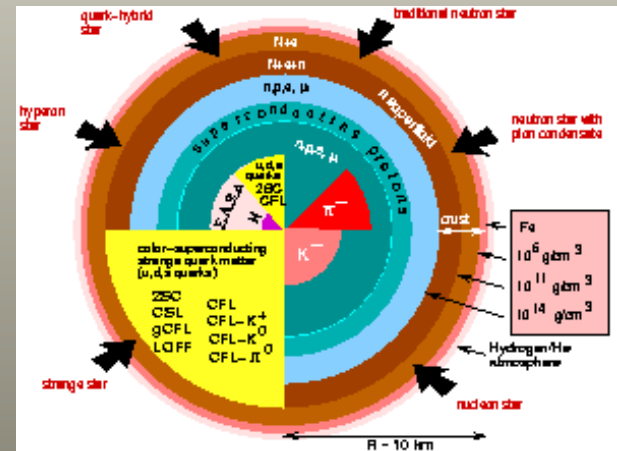 quark-hybrid
star
traditional neutron star
hyperon
star
neutron star with
pion condensate
N+e
N+e+n
n,p,e, μ
n superfluid
superconducting protons
n,p,e, μ
u,d,s
quarks
2SC
CFL
Σ,Λ,Ξ,Δ
H
π⁻
K⁻
crust
Fe
10⁶ g/cm³
10¹¹ g/cm³
10¹⁴ g/cm³
Hydrogen/He
atmosphere
color-superconducting
strange quark matter
(u,d,s quarks)
2SC
CSL
gCFL
LOFF
CFL
CFL-K⁺
CFL-K⁰
CFL-π⁰
strange star
nucleon star
R ~ 10 km